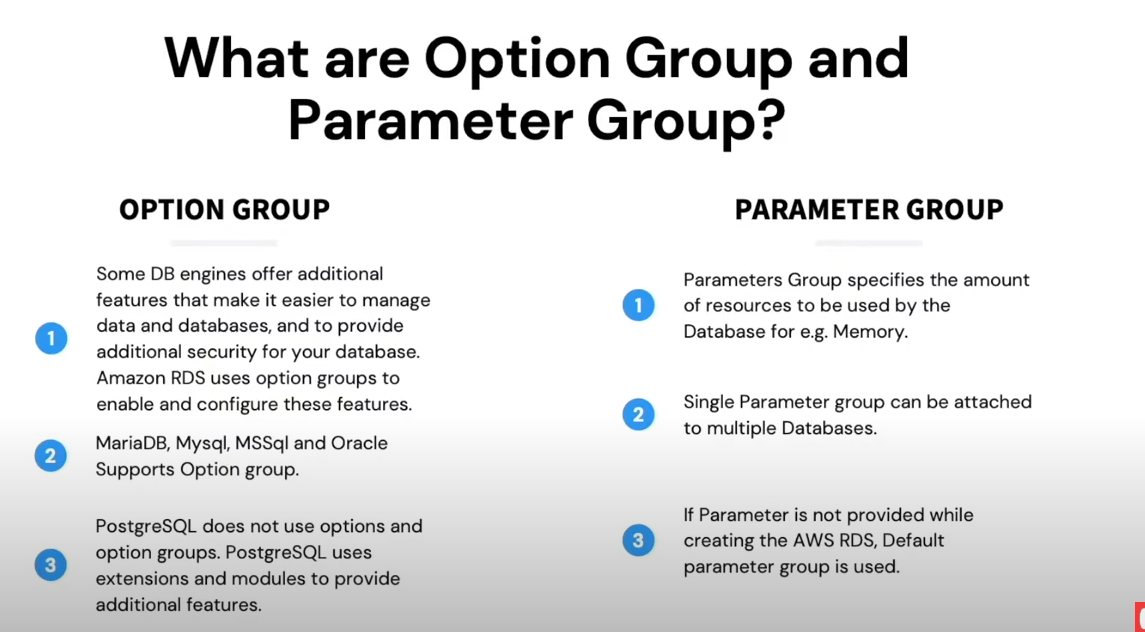 What are Option Group and
Parameter Group?
OPTION GROUP
1
Some DB engines offer additional
features that make it easier to manage
data and databases, and to provide
additional security for your database.
Amazon RDS uses option groups to
enable and configure these features.
2
MariaDB, Mysql, MSSql and Oracle
Supports Option group.
3
PostgreSQL does not use options and
option groups. PostgreSQL uses
extensions and modules to provide
additional features.
PARAMETER GROUP
1
Parameters Group specifies the amount
of resources to be used by the
Database for e.g. Memory.
2
Single Parameter group can be attached
to multiple Databases.
3
If Parameter is not provided while
creating the AWS RDS, Default
parameter group is used.